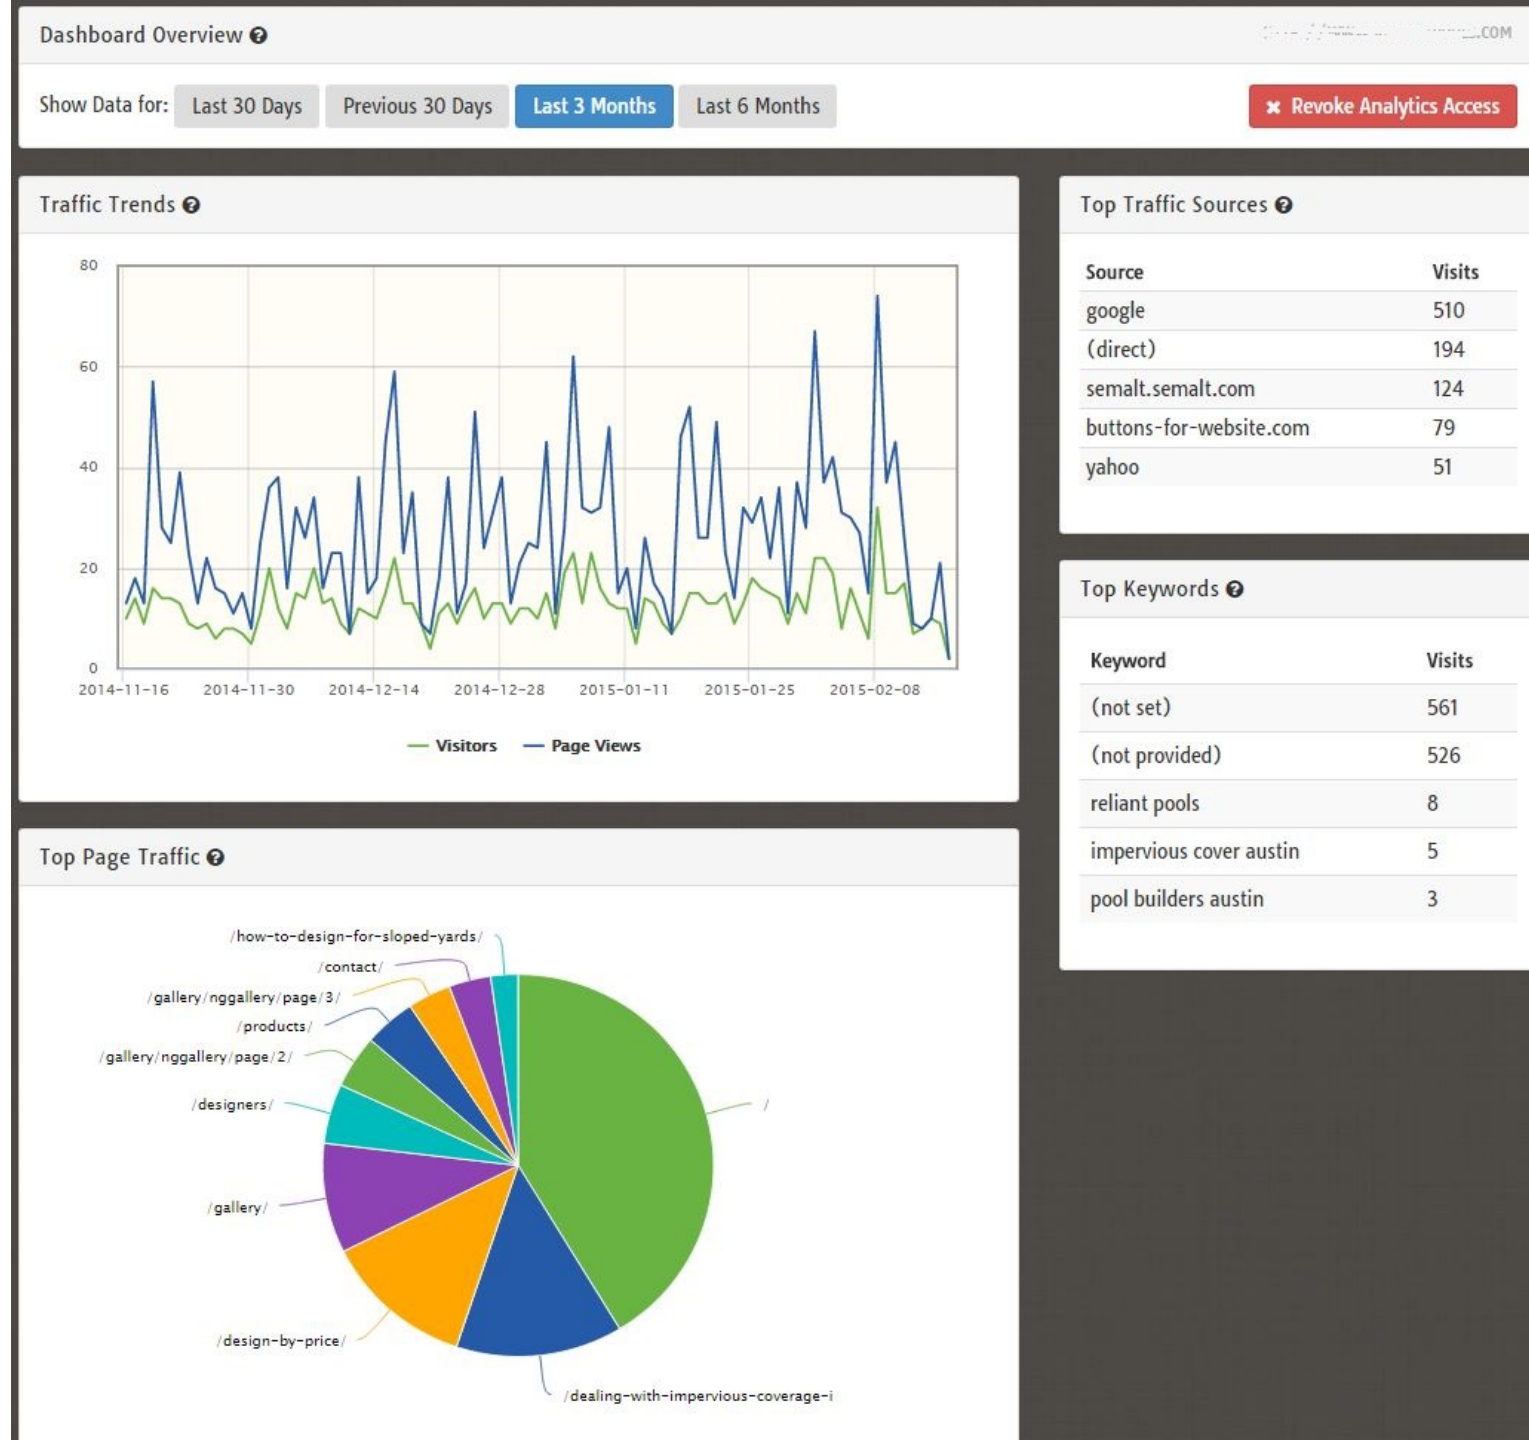 Dashboard Overview
.COM
Show Data for: Last 30 Days Previous 30 Days Last 3 Months Last 6 Months
Revoke Analytics Access
Traffic Trends
80
60
40
20
0
2014-11-16 2014-11-30 2014-12-14 2014-12-28 2015-01-11 2015-01-25 2015-02-08
Visitors Page Views
Top Traffic Sources
Source Visits
google 510
(direct) 194
semalt.semalt.com 124
buttons-for-website.com 79
yahoo 51
Top Keywords
Keyword Visits
(not set) 561
(not provided) 526
reliant pools 8
impervious cover austin 5
pool builders austin 3
Top Page Traffic
/how-to-design-for-sloped-yards/
/contact/
/gallery/nggallery/page/3/
/products/
/gallery/nggallery/page/2/
/designers/
/
/gallery/
/design-by-price/
/dealing-with-impervious-coverage-i